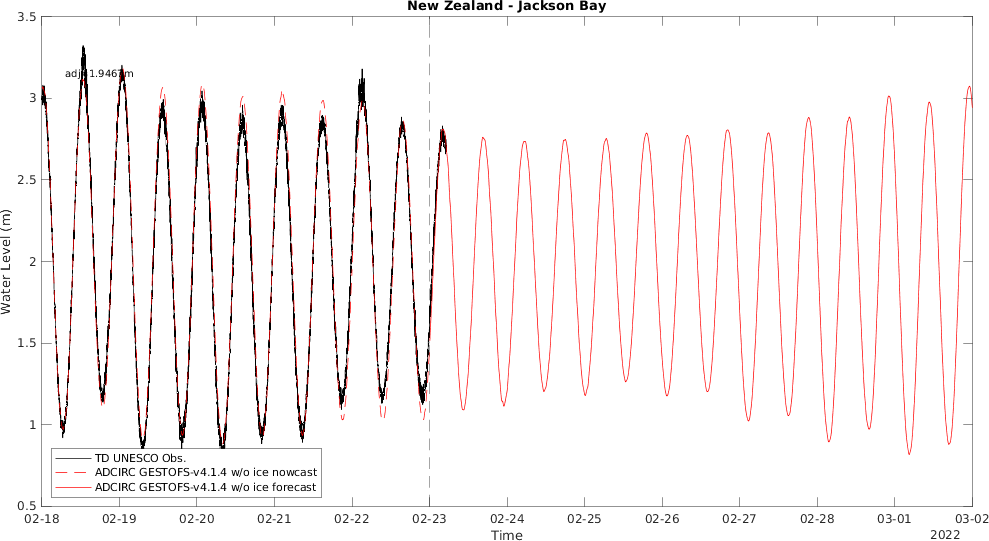 New Zealand - Jackson Bay
3.5
3
2.5
2
1.5
1
0.5
Water Level (m)
TD UNESCO Obs.
ADCIRC GESTOFS-v4.1.4 w/o ice nowcast
ADCIRC GESTOFS-v4.1.4 w/o ice forecast
02-18 02-19 02-20 02-21 02-22 02-23 02-24 02-25 02-26 02-27 02-28 03-01 03-02
Time
2022